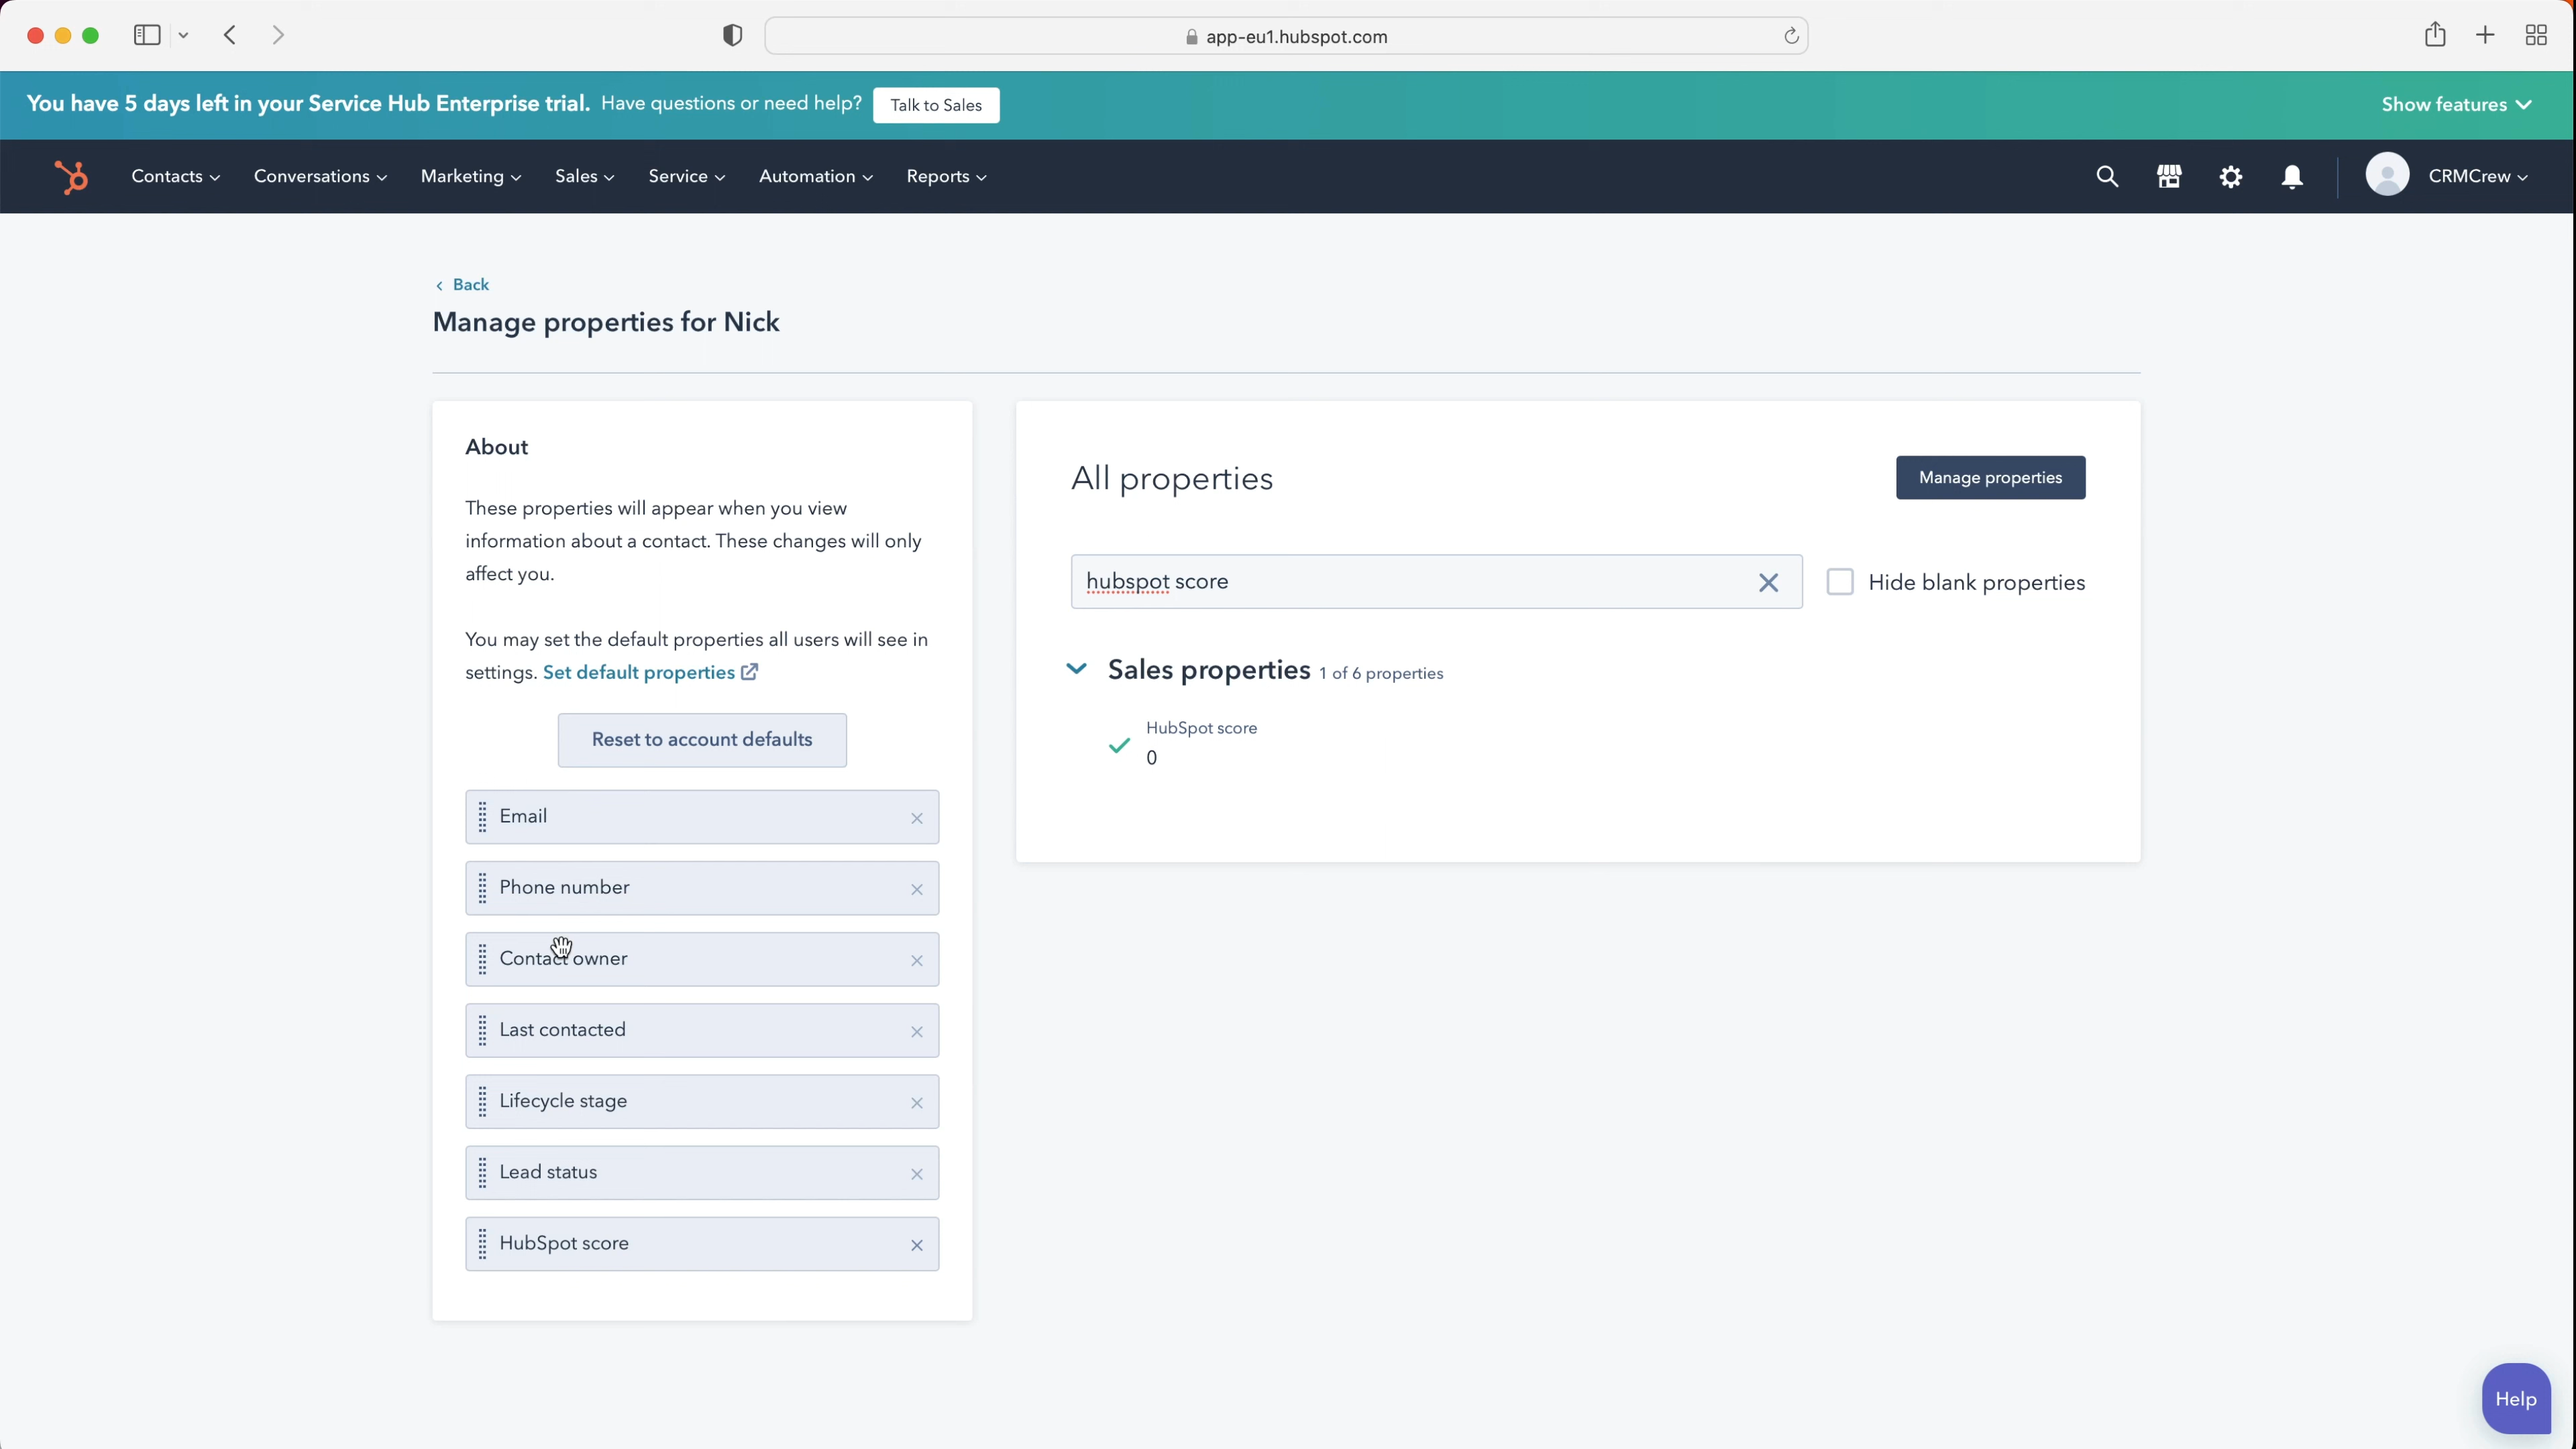 app-eu1.hubspot.com
You have 5 days left in your Service Hub Enterprise trial. Have questions or need help? Talk to Sales Show features
Contacts Conversations Marketing Sales Service Automation Reports CRMCrew
Back
Manage properties for Nick
About
These properties will appear when you view
information about a contact. These changes will only
affect you.
You may set the default properties all users will see in
settings. Set default properties
Reset to account defaults
Email
Phone number
Contact owner
Last contacted
Lifecycle stage
Lead status
HubSpot score
All properties
Manage properties
hubspot score
Hide blank properties
Sales properties 1 of 6 properties
HubSpot score
0
Help